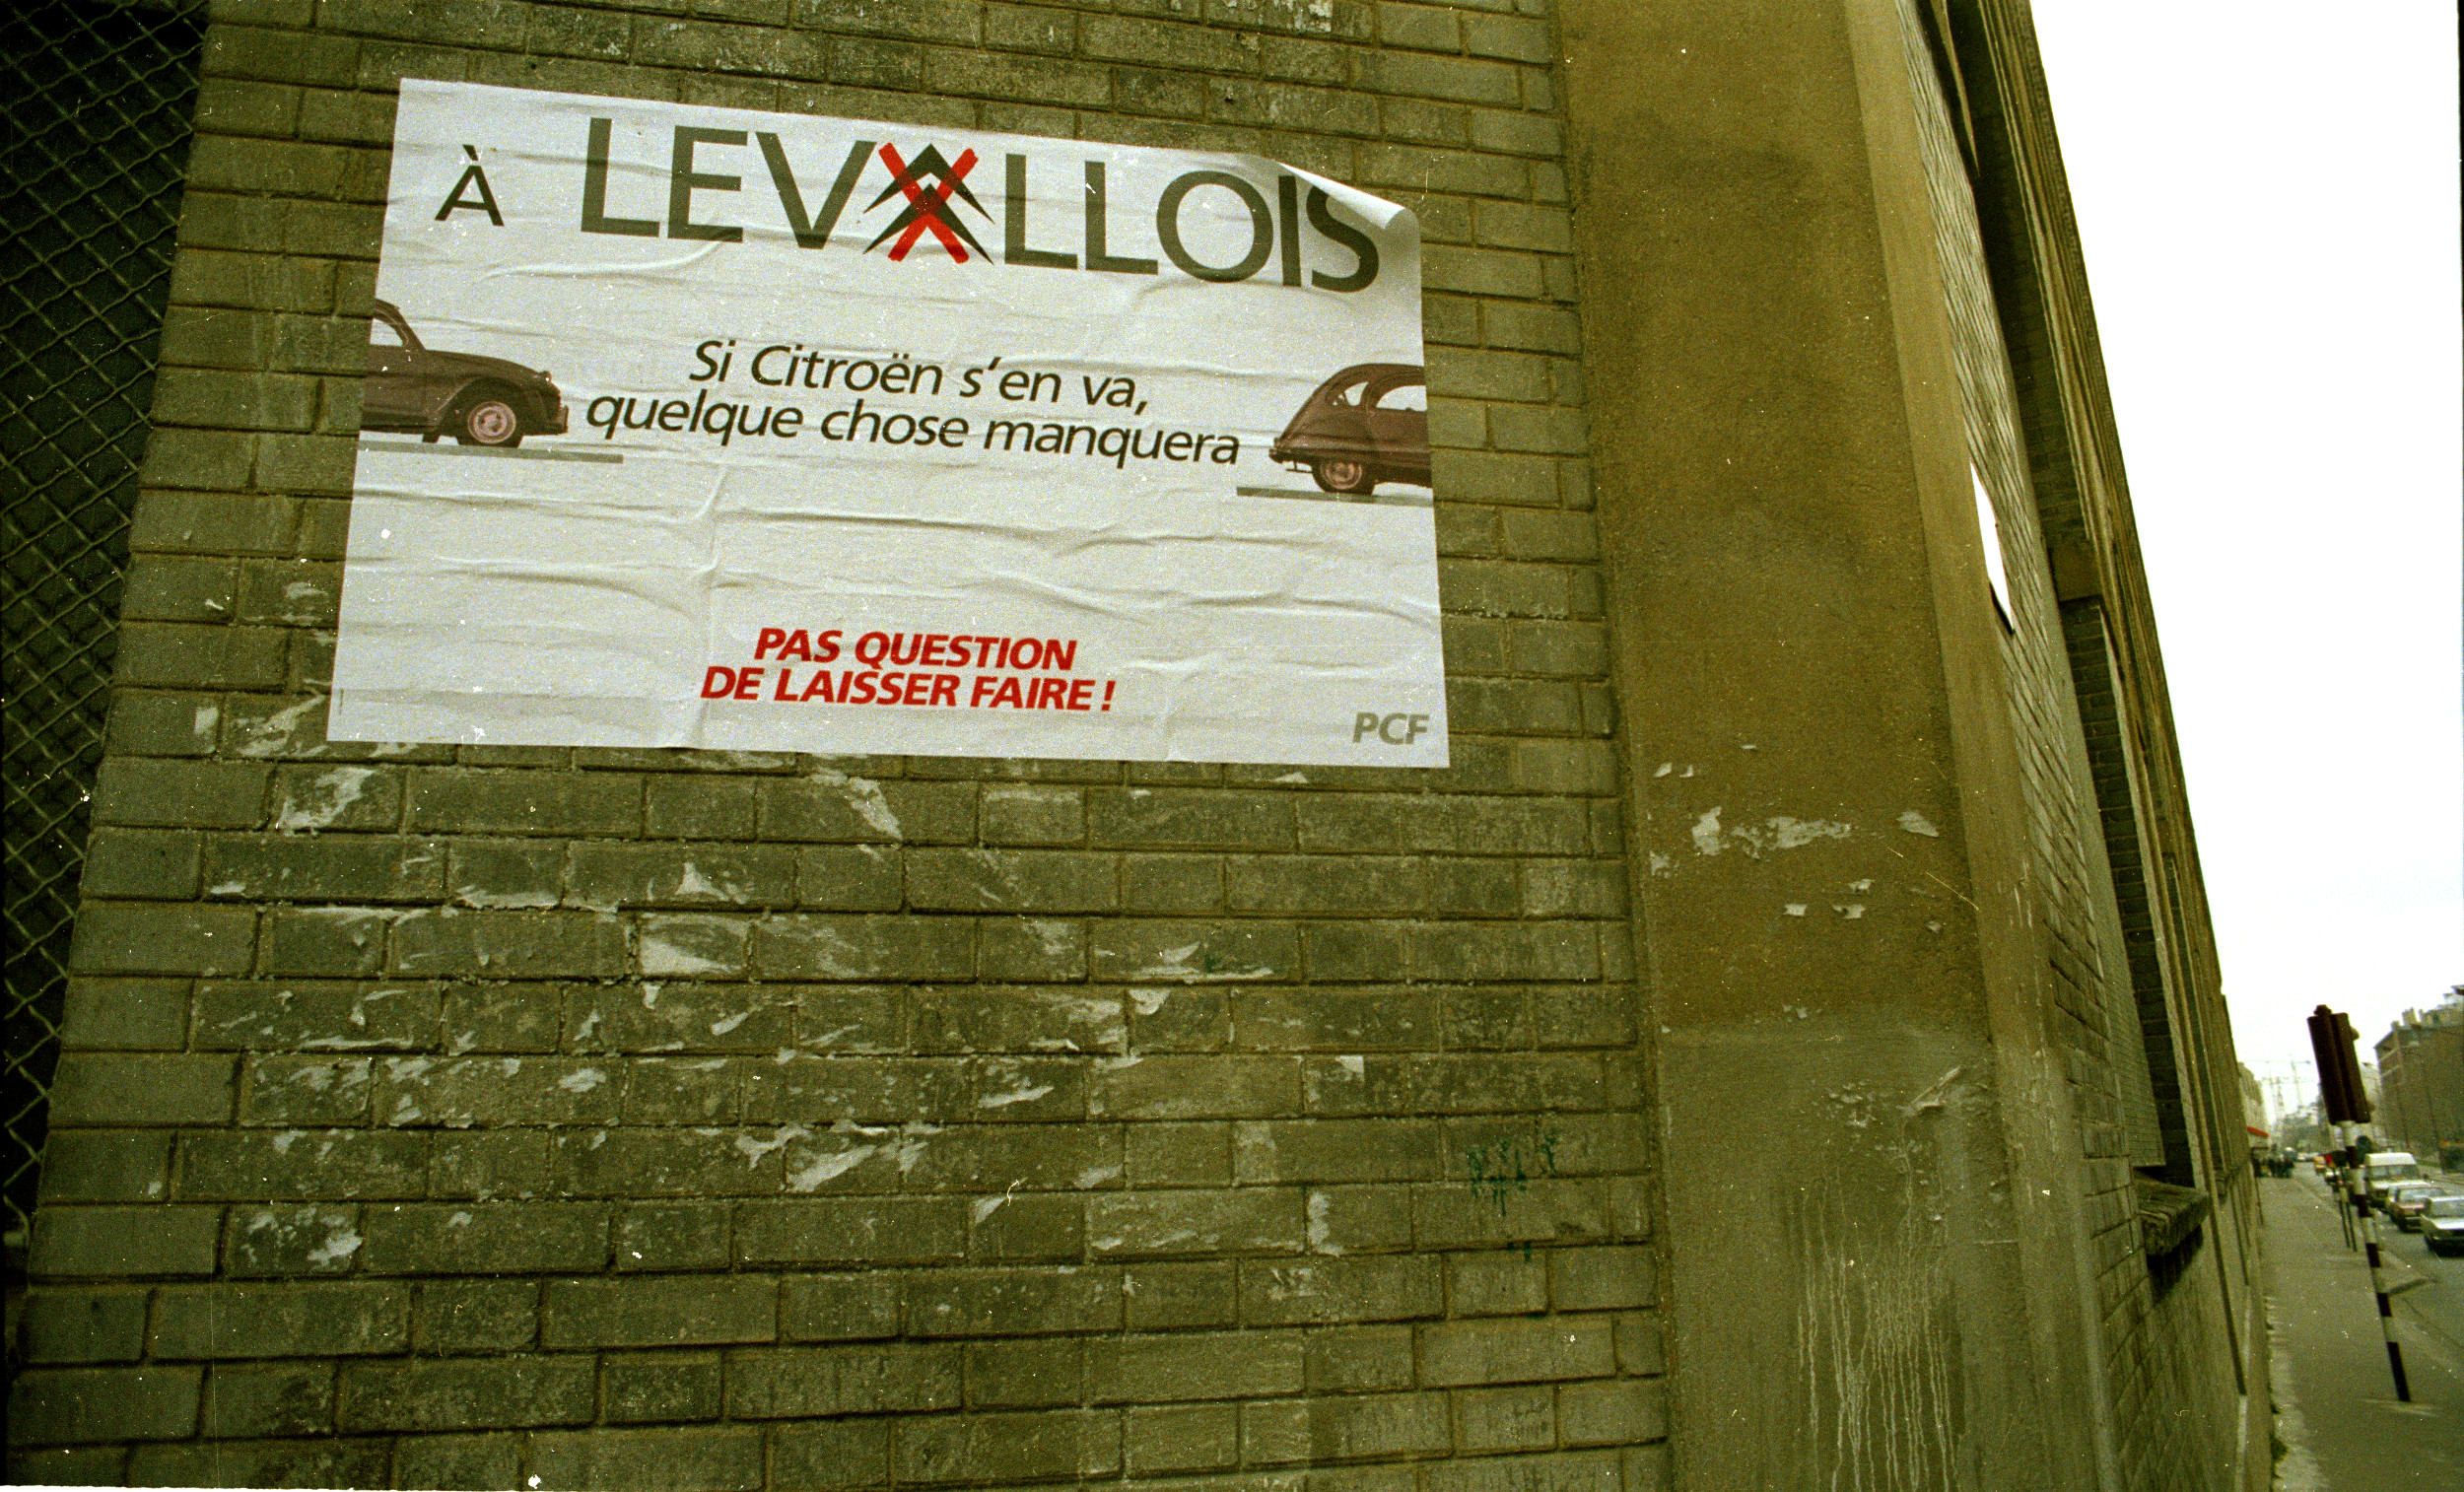 À LEVALLOIS
Si Citroën s'en va,
quelque chose manquera
PAS QUESTION
DE LAISSER FAIRE !
PCF